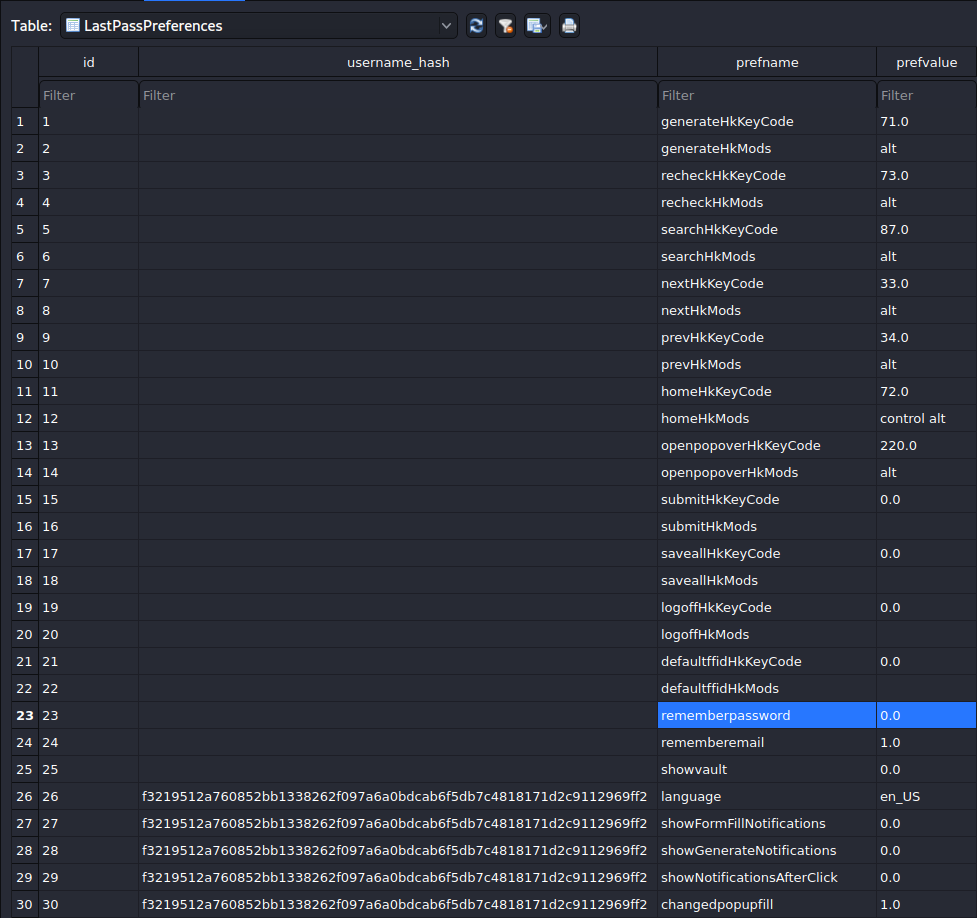 Table: LastPassPreferences
id username_hash prefname prefvalue
Filter Filter Filter Filter
1 1 generateHkKeyCode 71.0
2 2 generateHkMods alt
3 3 recheckHkKeyCode 73.0
4 4 recheckHkMods alt
5 5 searchHkKeyCode 87.0
6 6 searchHkMods alt
7 7 nextHkKeyCode 33.0
8 8 nextHkMods alt
9 9 prevHkKeyCode 34.0
10 10 prevHkMods alt
11 11 homeHkKeyCode 72.0
12 12 homeHkMods control alt
13 13 openpopoverHkKeyCode 220.0
14 14 openpopoverHkMods alt
15 15 submitHkKeyCode 0.0
16 16 submitHkMods
17 17 saveallHkKeyCode 0.0
18 18 saveallHkMods
19 19 logoffHkKeyCode 0.0
20 20 logoffHkMods
21 21 defaultffidHkKeyCode 0.0
22 22 defaultffidHkMods
23 23 rememberpassword 0.0
24 24 rememberemail 1.0
25 25 showvault 0.0
26 26 f3219512a760852bb1338262f097a6a0bdcab6f5db7c4818171d2c9112969ff2 language en_US
27 27 f3219512a760852bb1338262f097a6a0bdcab6f5db7c4818171d2c9112969ff2 showFormFillNotifications 0.0
28 28 f3219512a760852bb1338262f097a6a0bdcab6f5db7c4818171d2c9112969ff2 showGenerateNotifications 0.0
29 29 f3219512a760852bb1338262f097a6a0bdcab6f5db7c4818171d2c9112969ff2 showNotificationsAfterClick 0.0
30 30 f3219512a760852bb1338262f097a6a0bdcab6f5db7c4818171d2c9112969ff2 changedpopupfill 1.0